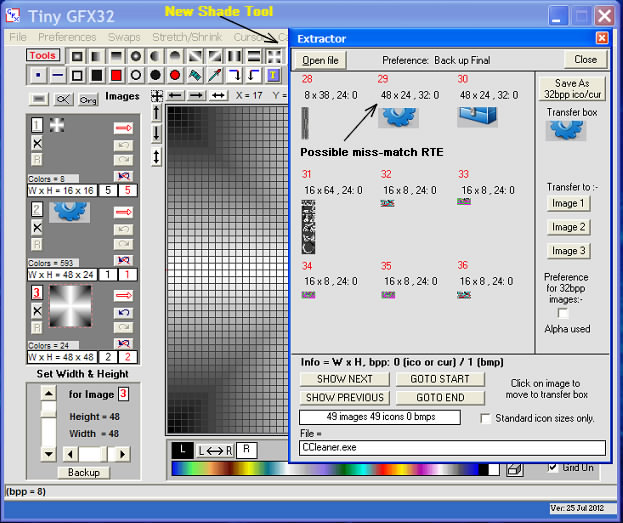 Tiny GFX32
New Shade Tool
File Preferences Swaps Stretch/Shrink Cursor
Tools
Org Images
X = 17 Y =
1
X
R
Colors = 8
W x H = 16 x 16 5 5
2
X
R
Colors = 593
W x H = 48 x 24 1 1
3
X
R
Colors = 24
W x H = 48 x 48 2 2
Set Width & Height
for Image 3
Height = 48
Width = 48
Backup
L L R R
Grid On
(bpp = 8)
Ver: 25 Jul 2012
Extractor
Open file Preference: Back up Final Close
28 29 30
8 x 38 , 24: 0 48 x 24 , 32: 0 48 x 24 , 32: 0
Possible miss-match RTE
31 32 33
16 x 64 , 24: 0 16 x 8 , 24: 0 16 x 8 , 24: 0
34 35 36
16 x 8 , 24: 0 16 x 8 , 24: 0 16 x 8 , 24: 0
Save As
32bpp ico/cur
Transfer box
Transfer to :-
Image 1
Image 2
Image 3
Preference
for 32bpp
images:-
Alpha used
Info = W x H, bpp: 0 (ico or cur) / 1 (bmp)
SHOW NEXT GOTO START
SHOW PREVIOUS GOTO END
Click on image to
move to transfer box
49 images 49 icons 0 bmps
Standard icon sizes only.
File =
CCleaner.exe